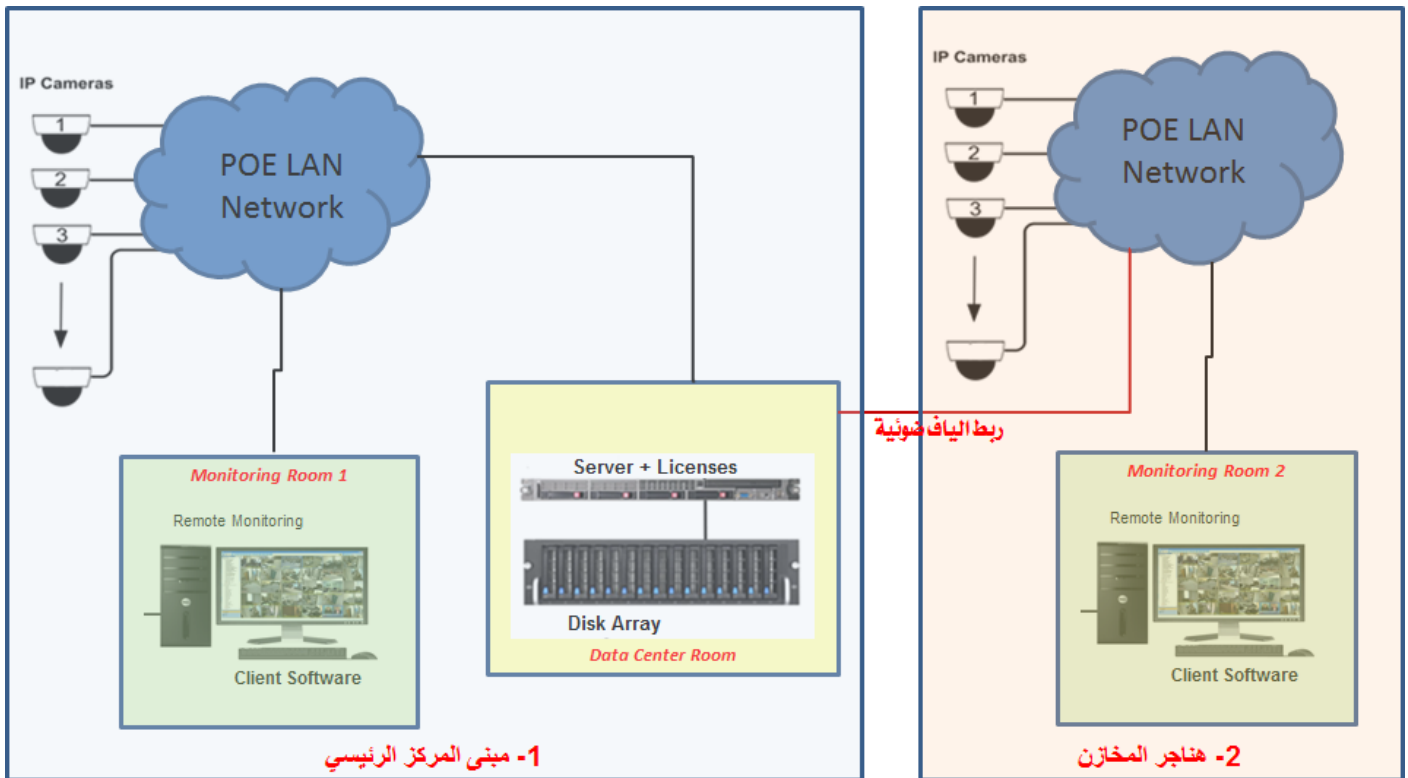 IP Cameras
1
2
3
POE LAN
Network
Monitoring Room 1
Remote Monitoring
Client Software
Server + Licenses
Disk Array
Data Center Room
1- مبنى المركز الرئيسي
ربط الياف ضوئية
IP Cameras
1
2
3
POE LAN
Network
Monitoring Room 2
Remote Monitoring
Client Software
2- هناجر المخازن